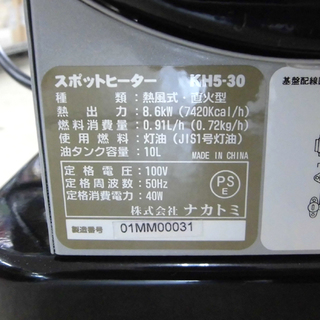 スポットヒーター KH5-30
種類：熱風式・直火型
熱出力：8.6kW (7420Kcal/h)
燃料消費量：0.91L/h (0.72kg/h)
使用燃料：灯油 (JIS1号灯油)
油タンク容量：10L
MADE IN CHINA
定格電圧：100V
定格周波数：50Hz
定格消費電力：40W
PS
E
株式会社 ナカトミ
製造番号 01MM00031
基盤配線